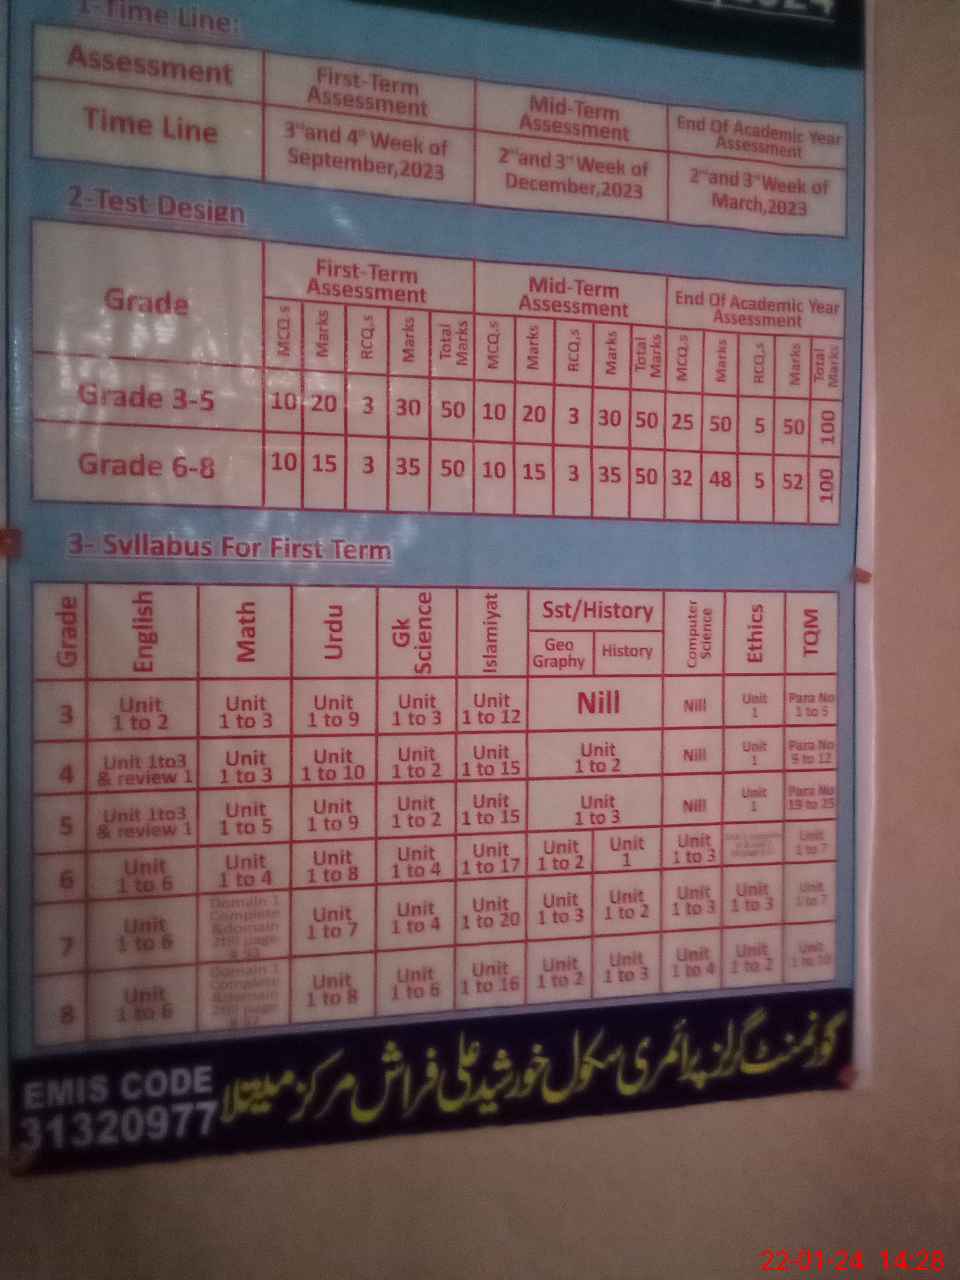 1-Time Line:
Assessment First-Term Assessment Mid-Term Assessment End Of Academic Year Assessment
Time Line 3rd and 4th Week of September,2023 2nd and 3rd Week of December,2023 2nd and 3rd Week of March,2023
2-Test Design
Grade First-Term Assessment Mid-Term Assessment End Of Academic Year Assessment
MCQ,s Marks RCQ,s Marks Total Marks MCQ,s Marks RCQ,s Marks Total Marks MCQ,s Marks RCQ,s Marks Total Marks
Grade 3-5 10 20 3 30 50 10 20 3 30 50 25 50 5 50 100
Grade 6-8 10 15 3 35 50 10 15 3 35 50 32 48 5 52 100
3- Syllabus For First Term
Grade English Math Urdu Gk Science Islamiyat Sst/History Computer Science Ethics TQM
Geo Graphy History
3 Unit 1 to 2 Unit 1 to 3 Unit 1 to 9 Unit 1 to 3 Unit 1 to 12 Nill Nill Unit 1 Para No 1 to 5
4 Unit 1to3 & review 1 Unit 1 to 3 Unit 1 to 10 Unit 1 to 2 Unit 1 to 15 Unit 1 to 2 Nill Unit 1 Para No 9 to 12
5 Unit 1to3 & review 1 Unit 1 to 5 Unit 1 to 9 Unit 1 to 2 Unit 1 to 15 Unit 1 to 3 Nill Unit 1 Para No 19 to 25
6 Unit 1 to 6 Unit 1 to 4 Unit 1 to 8 Unit 1 to 4 Unit 1 to 17 Unit 1 to 2 Unit 1 Unit 1 to 3 Unit 1 to 7
7 Unit 1 to 6 Domain 1 Complete &domain 2till page Unit 1 to 7 Unit 1 to 4 Unit 1 to 20 Unit 1 to 3 Unit 1 to 2 Unit 1 to 3 Unit 1 to 3 Unit 1 to 7
8 Unit 1 to 6 Domain 1 Complete &domain 2till page Unit 1 to 8 Unit 1 to 6 Unit 1 to 16 Unit 1 to 2 Unit 1 to 3 Unit 1 to 4 Unit 1 to 2 Unit 1 to 10
گورنمنٹ گرلز پرائمری سکول خورشید علی فراش مرکز میتلا
EMIS CODE
31320977
22-01-24 14:28